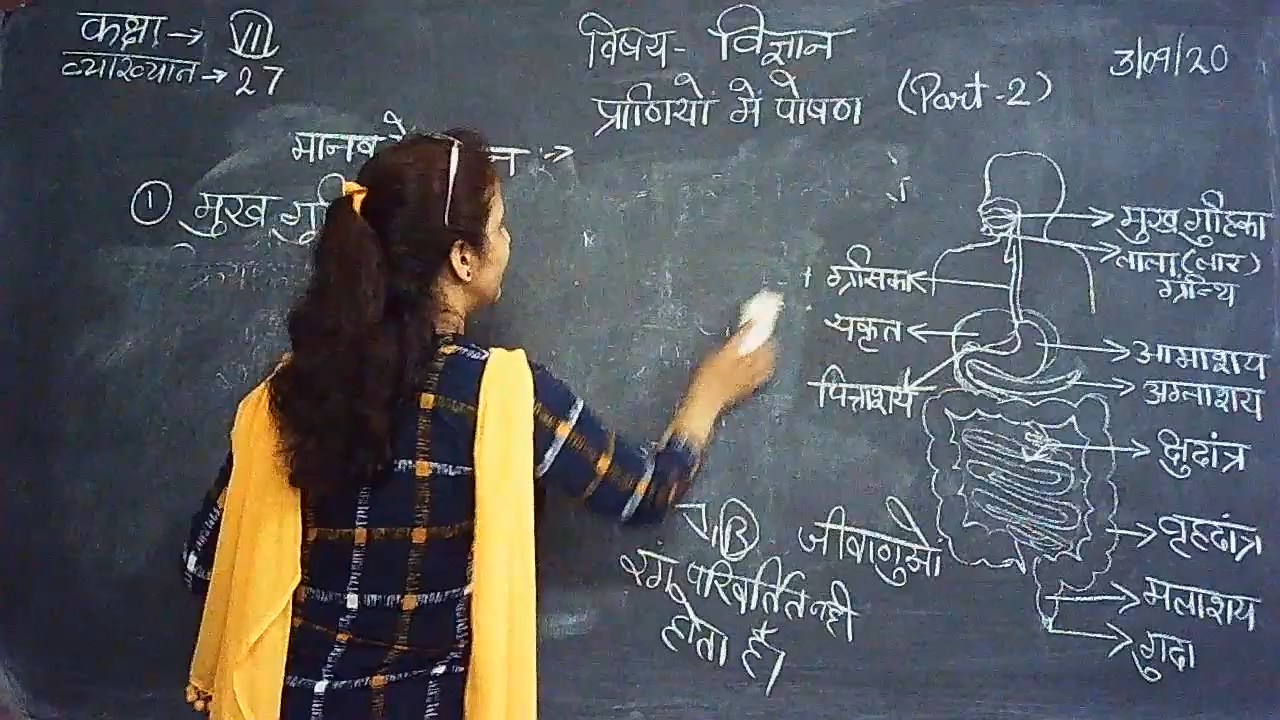 कक्षा → VII
व्याख्यान → 27
विषय - विज्ञान
प्राणियों में पोषण (Part-2)
3/09/20
मानव
① मुख
मुख गुहिका
लाला (लार)
ग्रन्थि
ग्रसिका
यकृत
आमाशय
पित्ताशय
अग्नाशय
क्षुदांत्र
वृहदांत्र
मलाशय
गुदा
जीवाणुओ
रंग परिवर्तित नही
होता है।